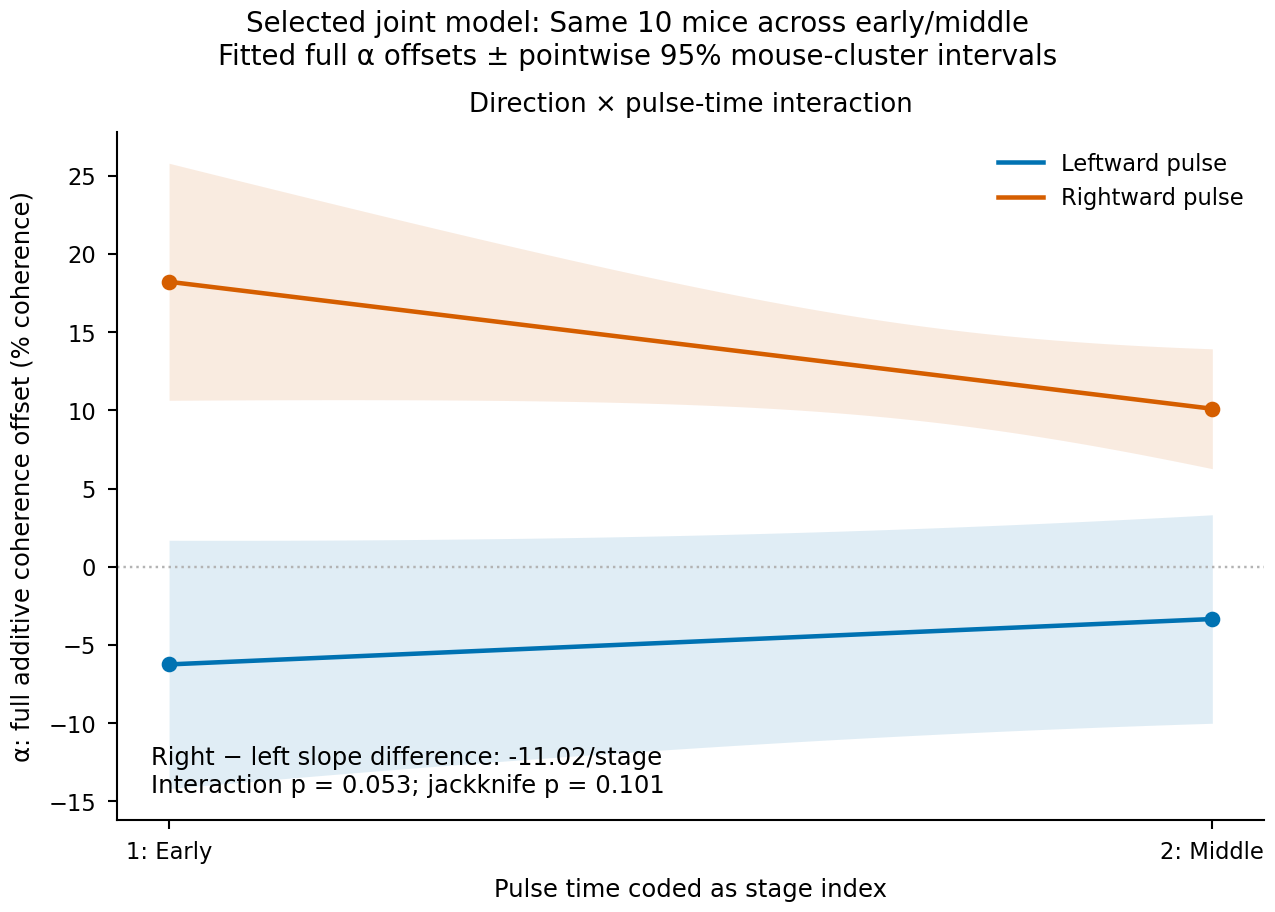 Selected joint model: Same 10 mice across early/middle
Fitted full α offsets ± pointwise 95% mouse-cluster intervals
Direction × pulse-time interaction
α: full additive coherence offset (% coherence)
25
20
15
10
5
0
−5
−10
−15
Leftward pulse
Rightward pulse
Right − left slope difference: -11.02/stage
Interaction p = 0.053; jackknife p = 0.101
1: Early
2: Middle
Pulse time coded as stage index